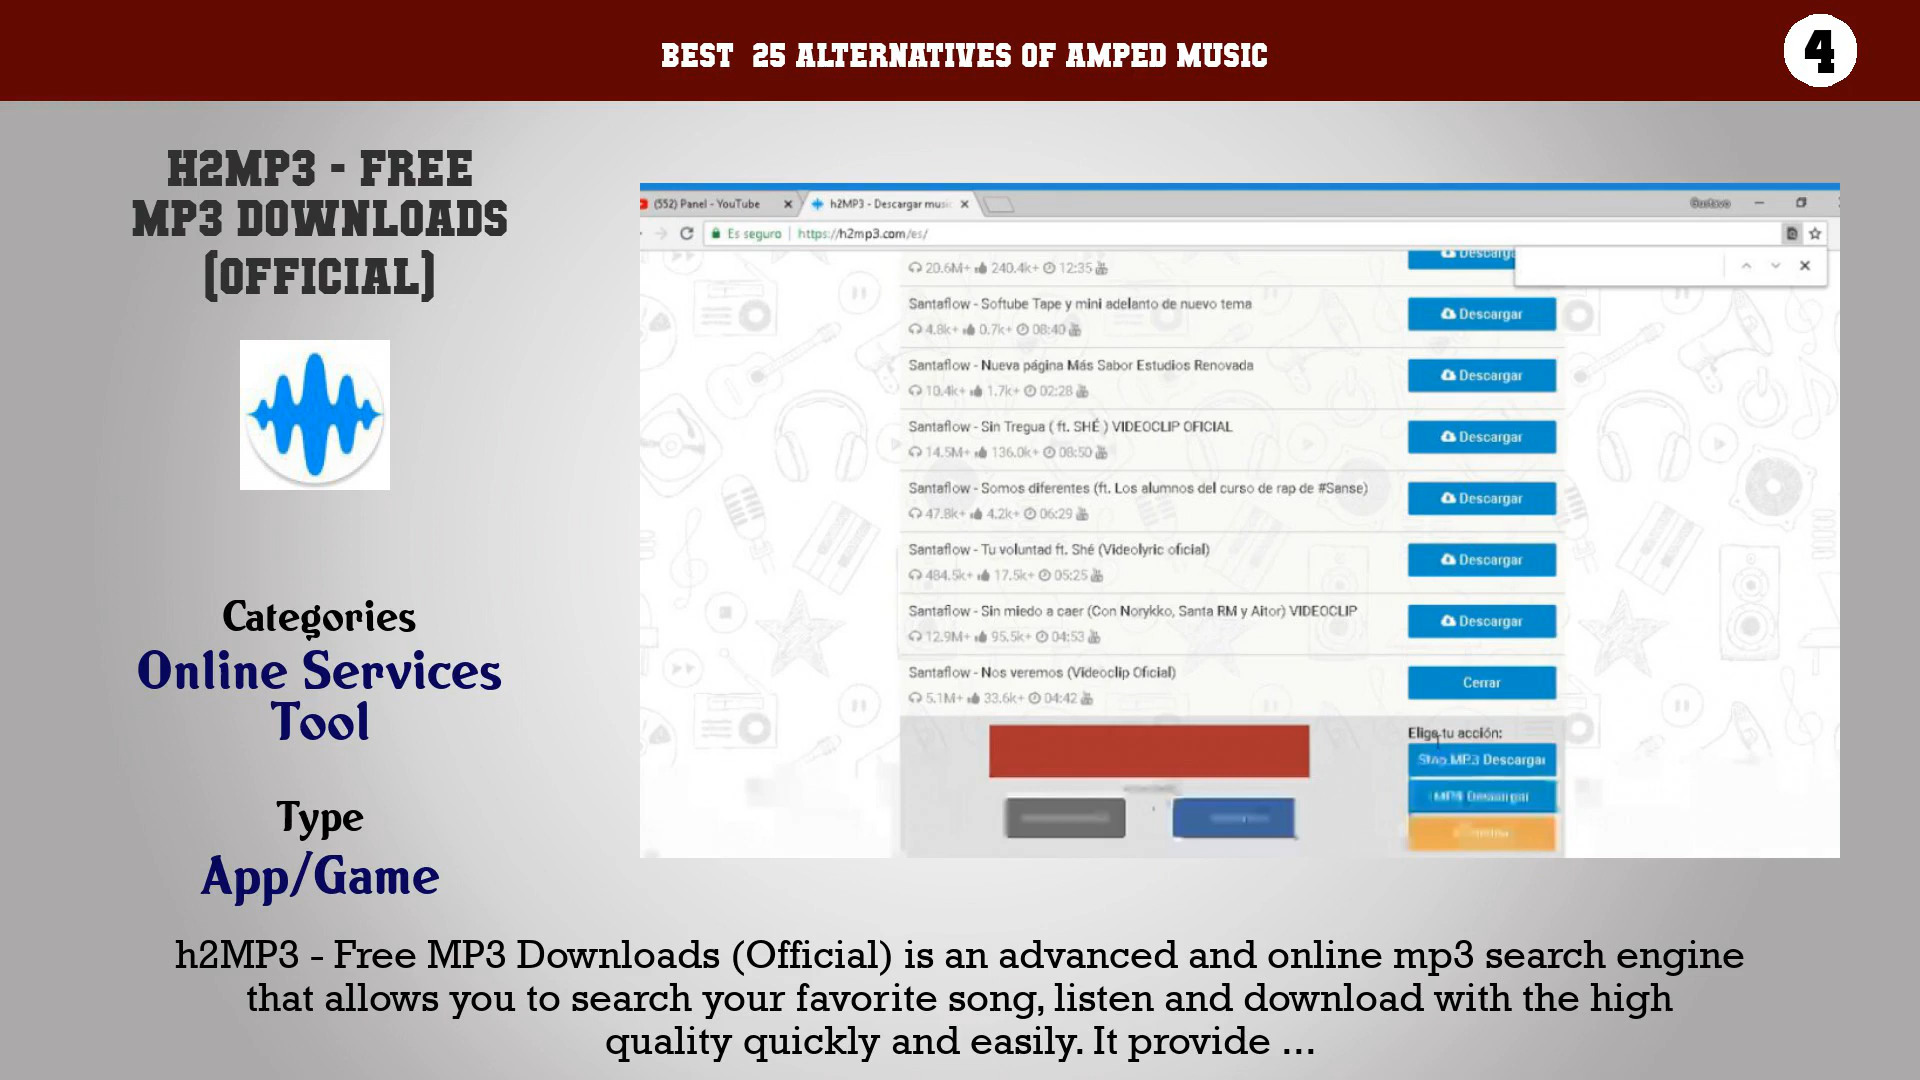 BEST 25 ALTERNATIVES OF AMPED MUSIC
4
H2MP3 - FREE
MP3 DOWNLOADS
(OFFICIAL)
Categories
Online Services
Tool
Type
App/Game
(552) Panel - YouTube
h2MP3 - Descargar music
Gustavo
Es seguro
https://h2mp3.com/es/
20.6M+ 240.4k+ 12:35
Descargar
Santaflow - Softube Tape y mini adelanto de nuevo tema
4.8k+ 0.7k+ 08:40
Descargar
Santaflow - Nueva página Más Sabor Estudios Renovada
10.4k+ 1.7k+ 02:28
Descargar
Santaflow - Sin Tregua ( ft. SHÉ ) VIDEOCLIP OFICIAL
14.5M+ 136.0k+ 08:50
Descargar
Santaflow - Somos diferentes (ft. Los alumnos del curso de rap de #Sanse)
47.8k+ 4.2k+ 06:29
Descargar
Santaflow - Tu voluntad ft. Shé (Videolyric oficial)
484.5k+ 17.5k+ 05:25
Descargar
Santaflow - Sin miedo a caer (Con Norykko, Santa RM y Aitor) VIDEOCLIP
12.9M+ 95.5k+ 04:53
Descargar
Santaflow - Nos veremos (Videoclip Oficial)
5.1M+ 33.6k+ 04:42
Cerrar
Elige tu acción:
MP3 Descargar
Descargar
h2MP3 - Free MP3 Downloads (Official) is an advanced and online mp3 search engine
that allows you to search your favorite song, listen and download with the high
quality quickly and easily. It provide ...